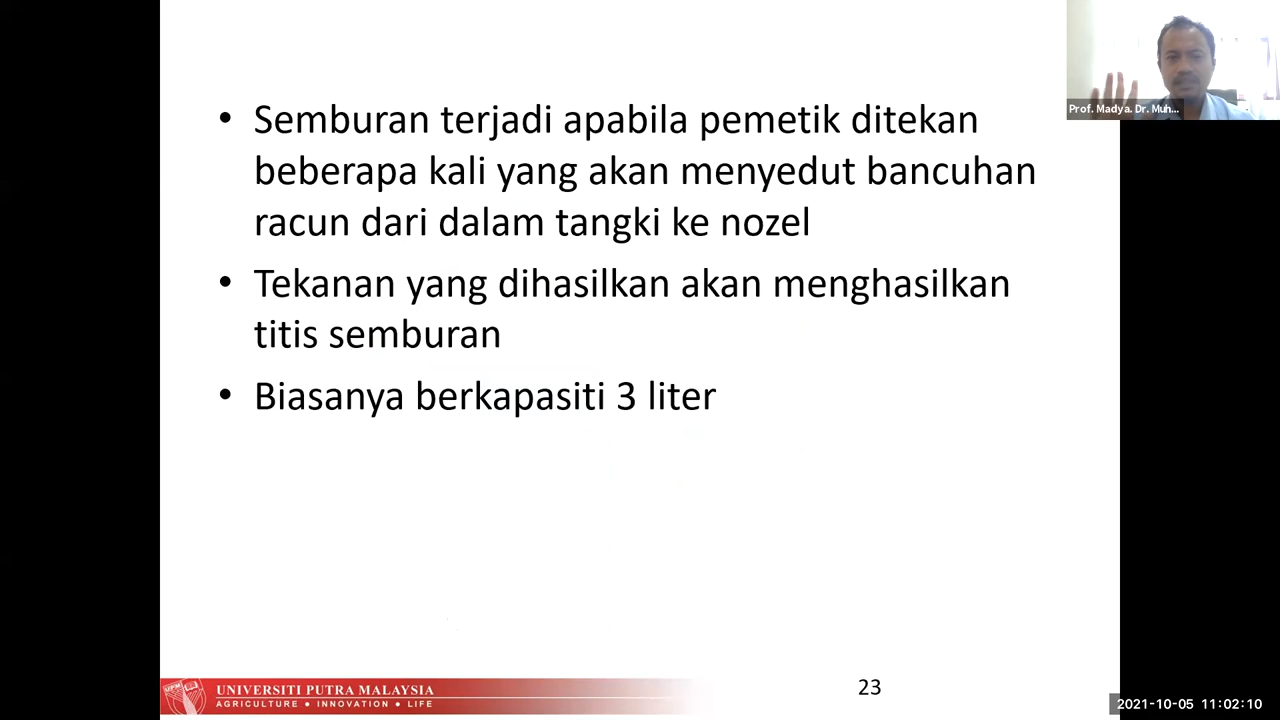 Prof. Madya. Dr. Muh...
• Semburan terjadi apabila pemetik ditekan
beberapa kali yang akan menyedut bancuhan
racun dari dalam tangki ke nozel
• Tekanan yang dihasilkan akan menghasilkan
titis semburan
• Biasanya berkapasiti 3 liter
UPM
UNIVERSITI PUTRA MALAYSIA
AGRICULTURE • INNOVATION • LIFE
23
2021-10-05 11:02:10